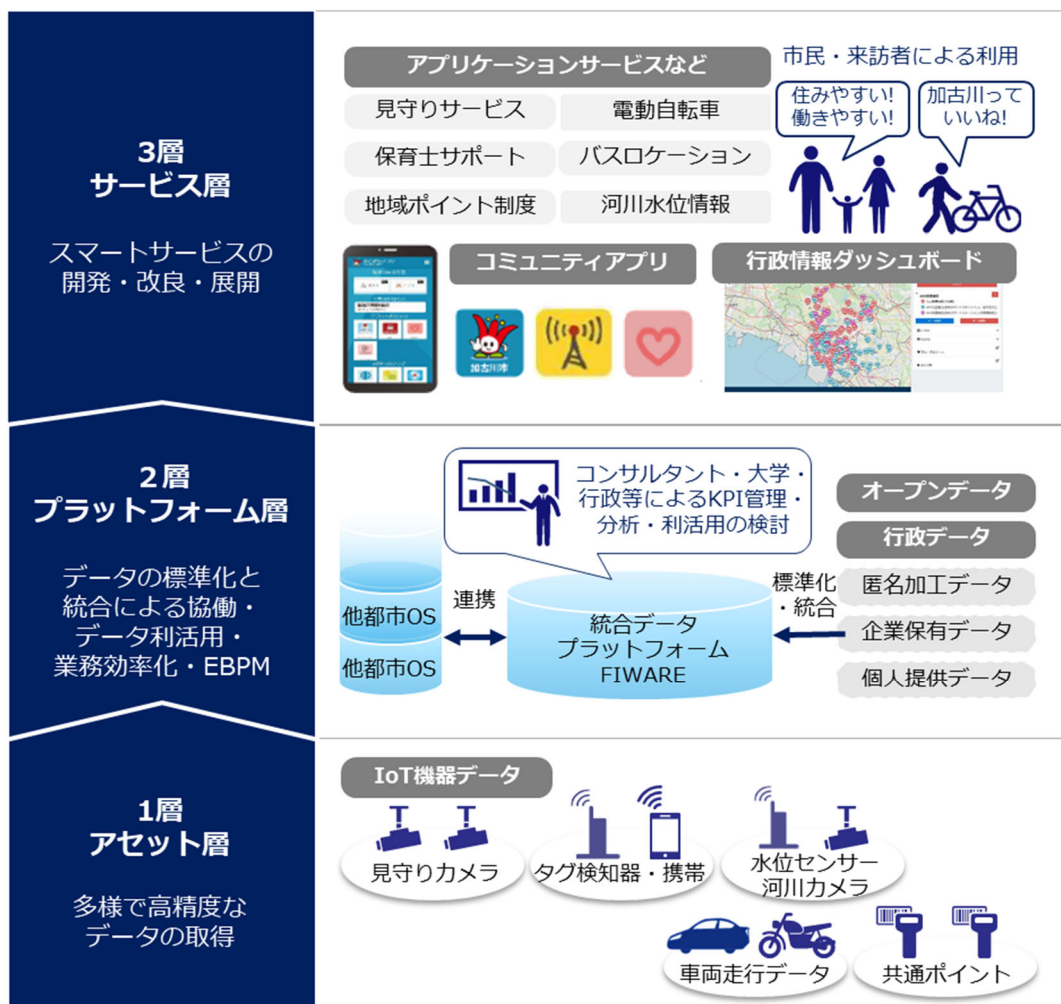 3層
サービス層
スマートサービスの
開発・改良・展開
アプリケーションサービスなど
見守りサービス
電動自転車
保育士サポート
バスロケーション
地域ポイント制度
河川水位情報
市民・来訪者による利用
住みやすい!
働きやすい!
加古川って
いいね!
コミュニティアプリ
加古川市
行政情報ダッシュボード
2層
プラットフォーム層
データの標準化と
統合による協働・
データ利活用・
業務効率化・EBPM
コンサルタント・大学・
行政等によるKPI管理・
分析・利活用の検討
他都市OS
他都市OS
連携
統合データ
プラットフォーム
FIWARE
標準化
・統合
オープンデータ
行政データ
匿名加工データ
企業保有データ
個人提供データ
1層
アセット層
多様で高精度な
データの取得
IoT機器データ
見守りカメラ
タグ検知器・携帯
水位センサー
河川カメラ
車両走行データ
共通ポイント